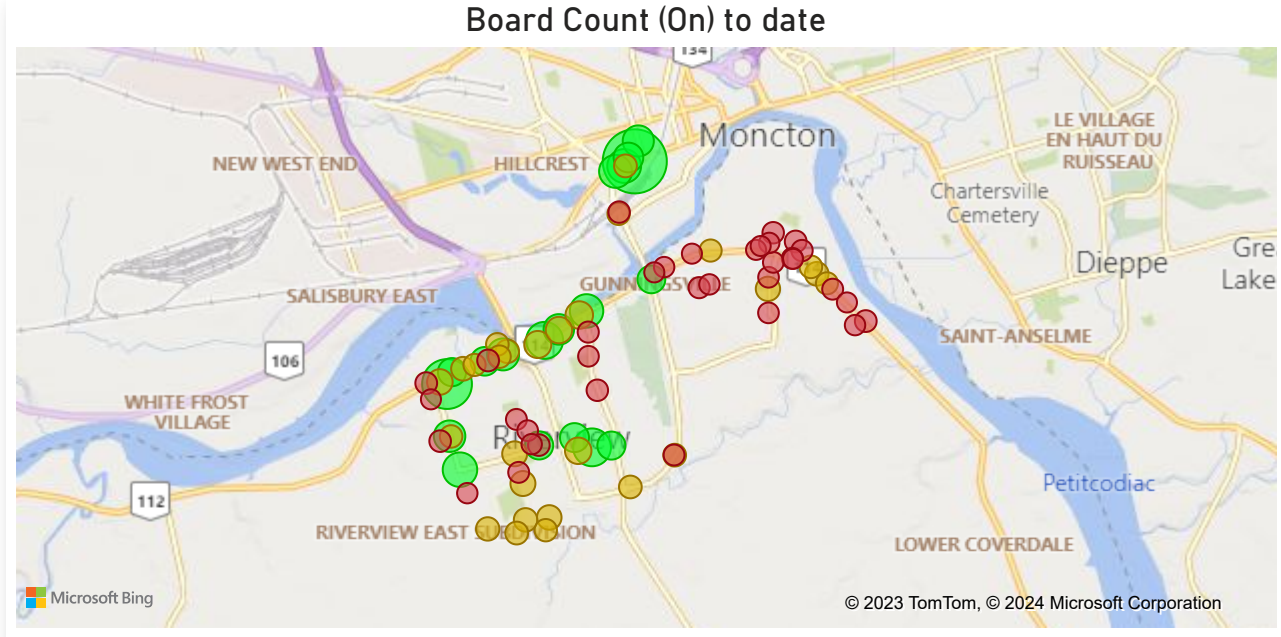 Board Count (On) to date
134
Moncton
LE VILLAGE
EN HAUT DU
RUISSEAU
NEW WEST END
HILLCREST
Chartersville
Cemetery
Dieppe
Gre
Lake
GUNNINGSVILLE
SALISBURY EAST
SAINT-ANSELME
106
WHITE FROST
VILLAGE
Riverview
112
Petitcodiac
RIVERVIEW EAST SUBDIVISION
LOWER COVERDALE
Microsoft Bing
© 2023 TomTom, © 2024 Microsoft Corporation